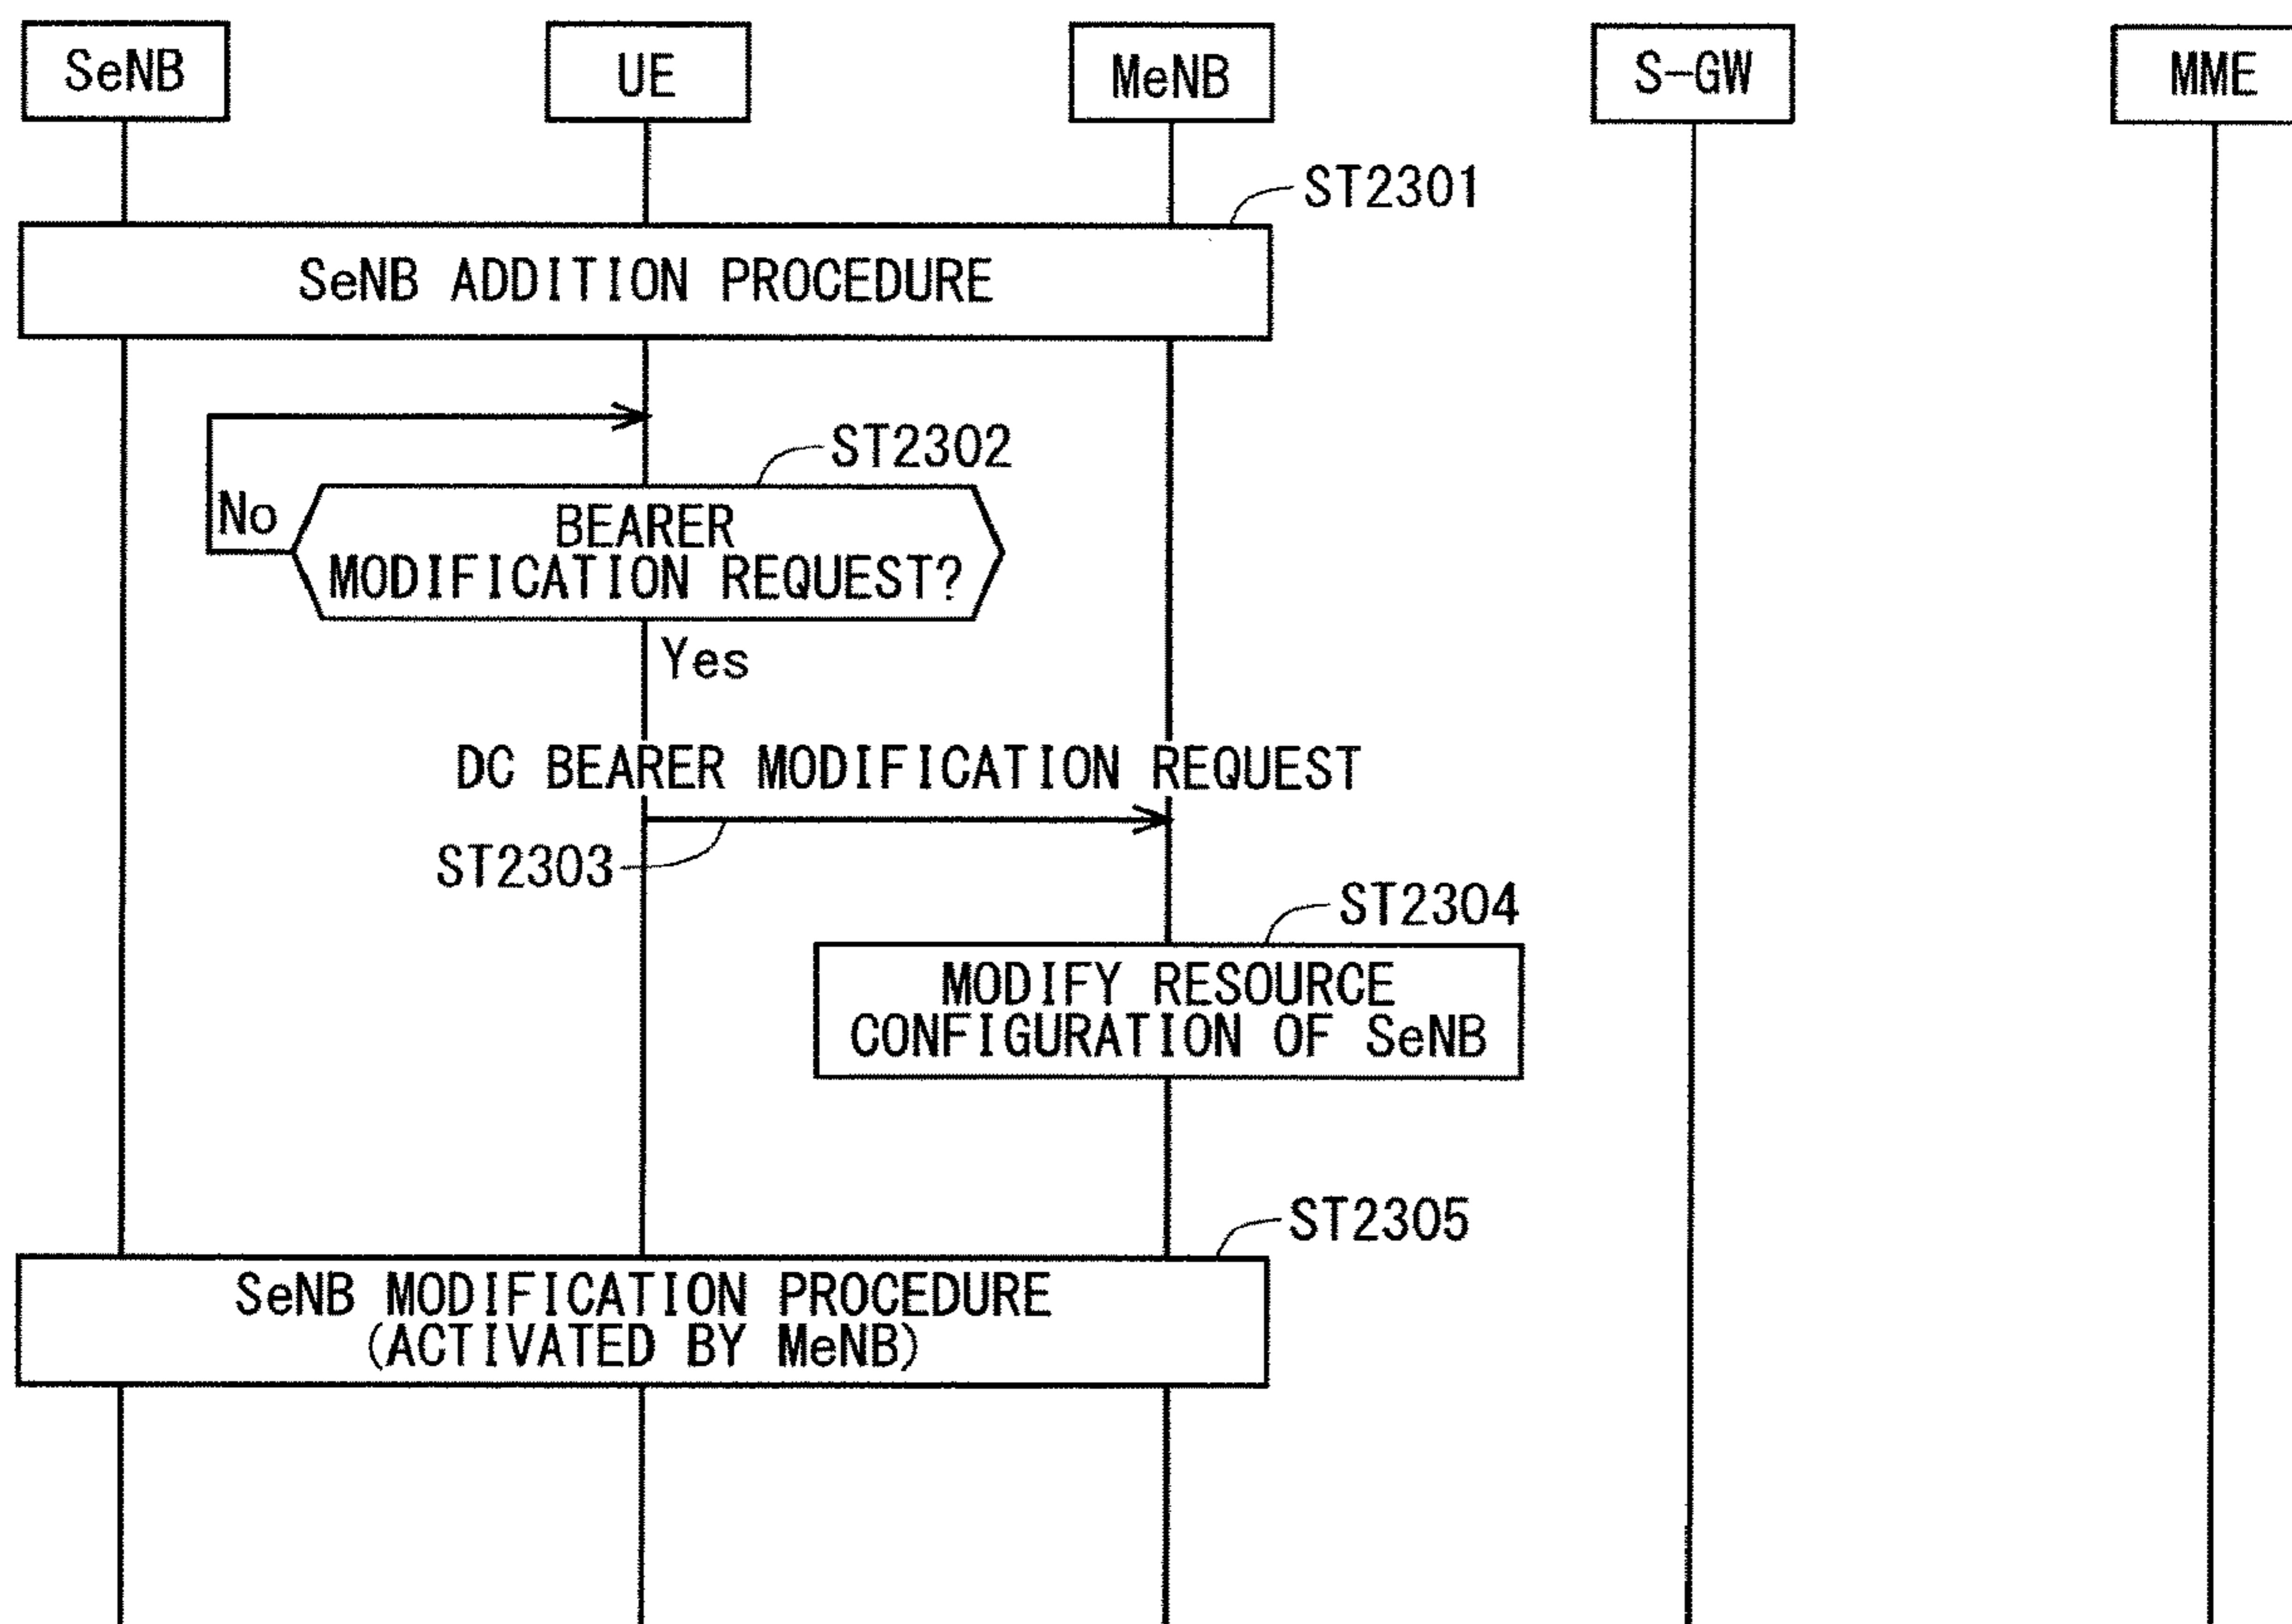 SeNB
UE
MeNB
S-GW
MME
ST2301
SeNB ADDITION PROCEDURE
ST2302
No
BEARER
MODIFICATION REQUEST?
Yes
DC BEARER MODIFICATION REQUEST
ST2303
ST2304
MODIFY RESOURCE
CONFIGURATION OF SeNB
ST2305
SeNB MODIFICATION PROCEDURE
(ACTIVATED BY MeNB)